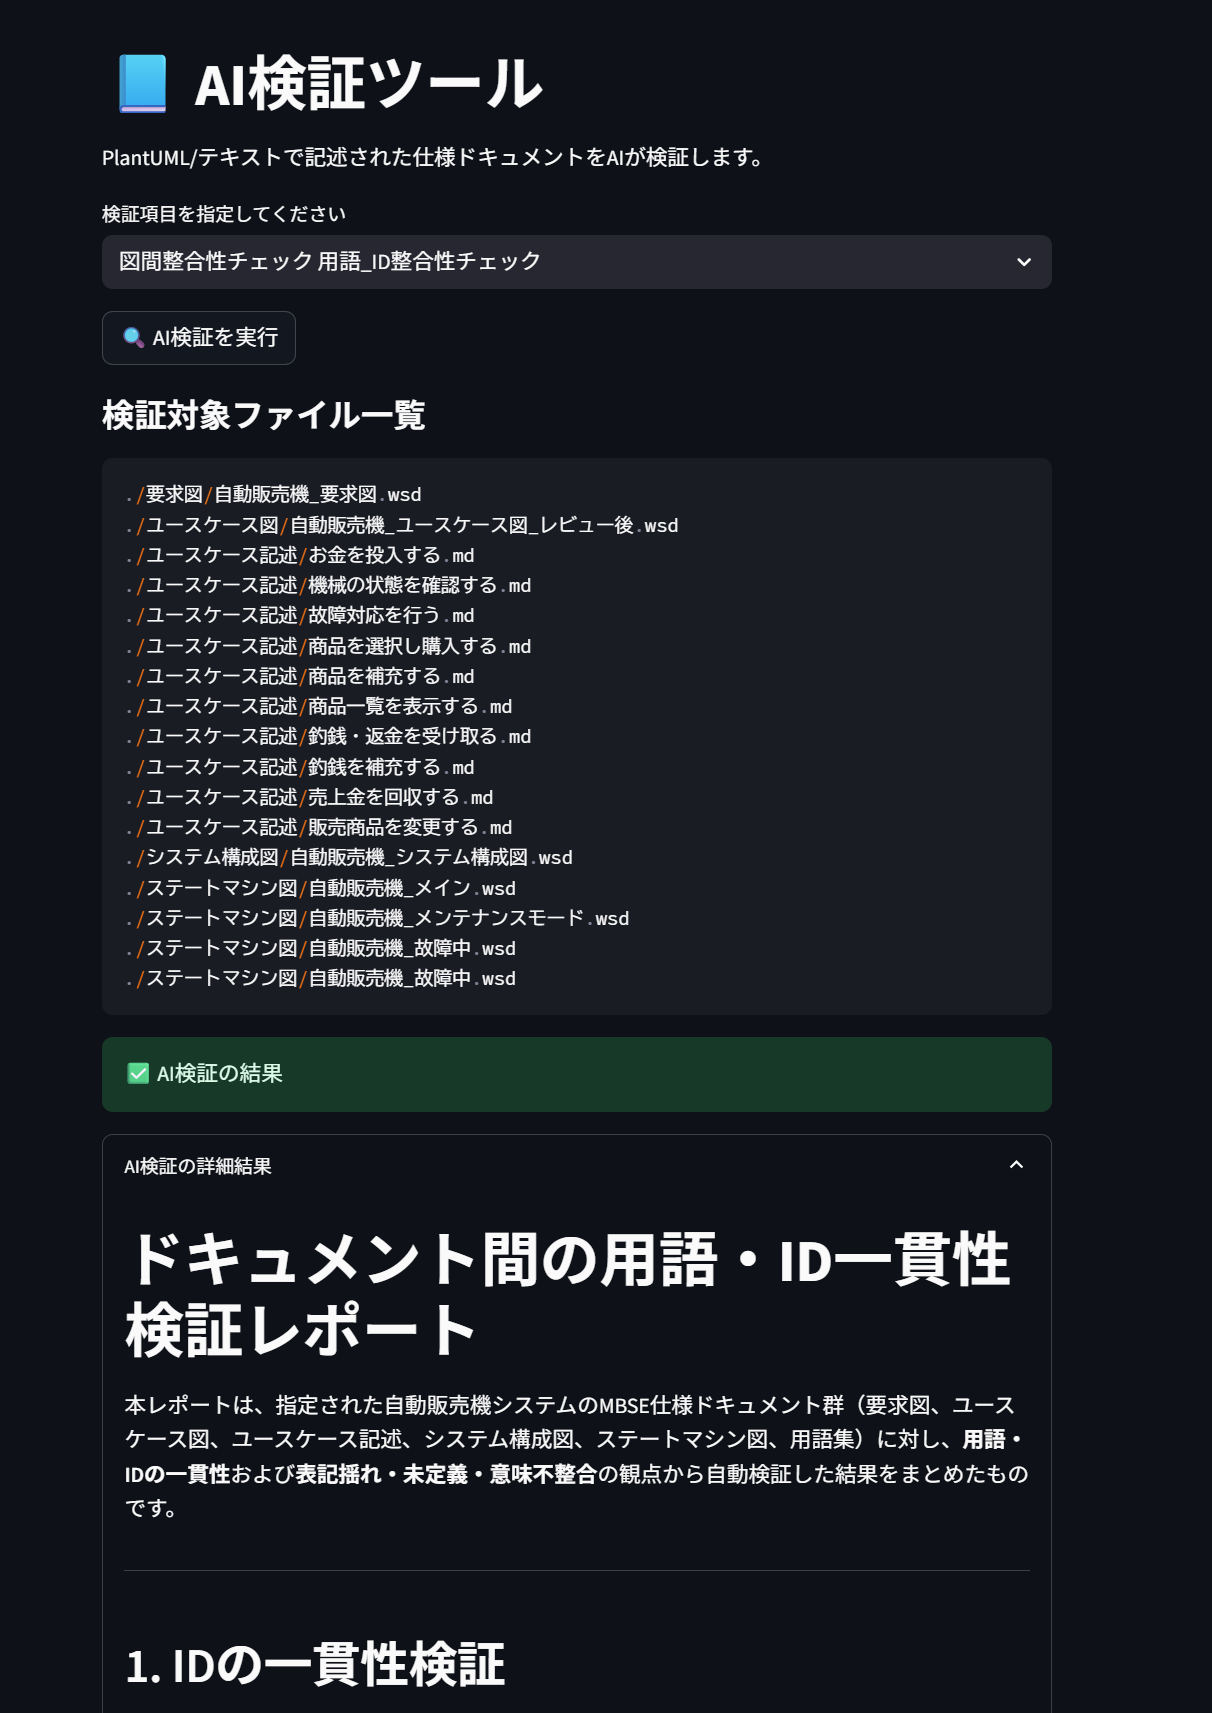 AI検証ツール
PlantUML/テキストで記述された仕様ドキュメントをAIが検証します。
検証項目を指定してください
図間整合性チェック 用語_ID整合性チェック
AI検証を実行
検証対象ファイル一覧
./要求図/自動販売機_要求図.wsd
./ユースケース図/自動販売機_ユースケース図_レビュー後.wsd
./ユースケース記述/お金を投入する.md
./ユースケース記述/機械の状態を確認する.md
./ユースケース記述/故障対応を行う.md
./ユースケース記述/商品を選択し購入する.md
./ユースケース記述/商品を補充する.md
./ユースケース記述/商品一覧を表示する.md
./ユースケース記述/釣銭・返金を受け取る.md
./ユースケース記述/釣銭を補充する.md
./ユースケース記述/売上金を回収する.md
./ユースケース記述/販売商品を変更する.md
./システム構成図/自動販売機_システム構成図.wsd
./ステートマシン図/自動販売機_メイン.wsd
./ステートマシン図/自動販売機_メンテナンスモード.wsd
./ステートマシン図/自動販売機_故障中.wsd
./ステートマシン図/自動販売機_故障中.wsd
AI検証の結果
AI検証の詳細結果
ドキュメント間の用語・ID一貫性
検証レポート
本レポートは、指定された自動販売機システムのMBSE仕様ドキュメント群（要求図、ユース
ケース図、ユースケース記述、システム構成図、ステートマシン図、用語集）に対し、用語・
IDの一貫性および表記揺れ・未定義・意味不整合の観点から自動検証した結果をまとめたもの
です。
1. IDの一貫性検証